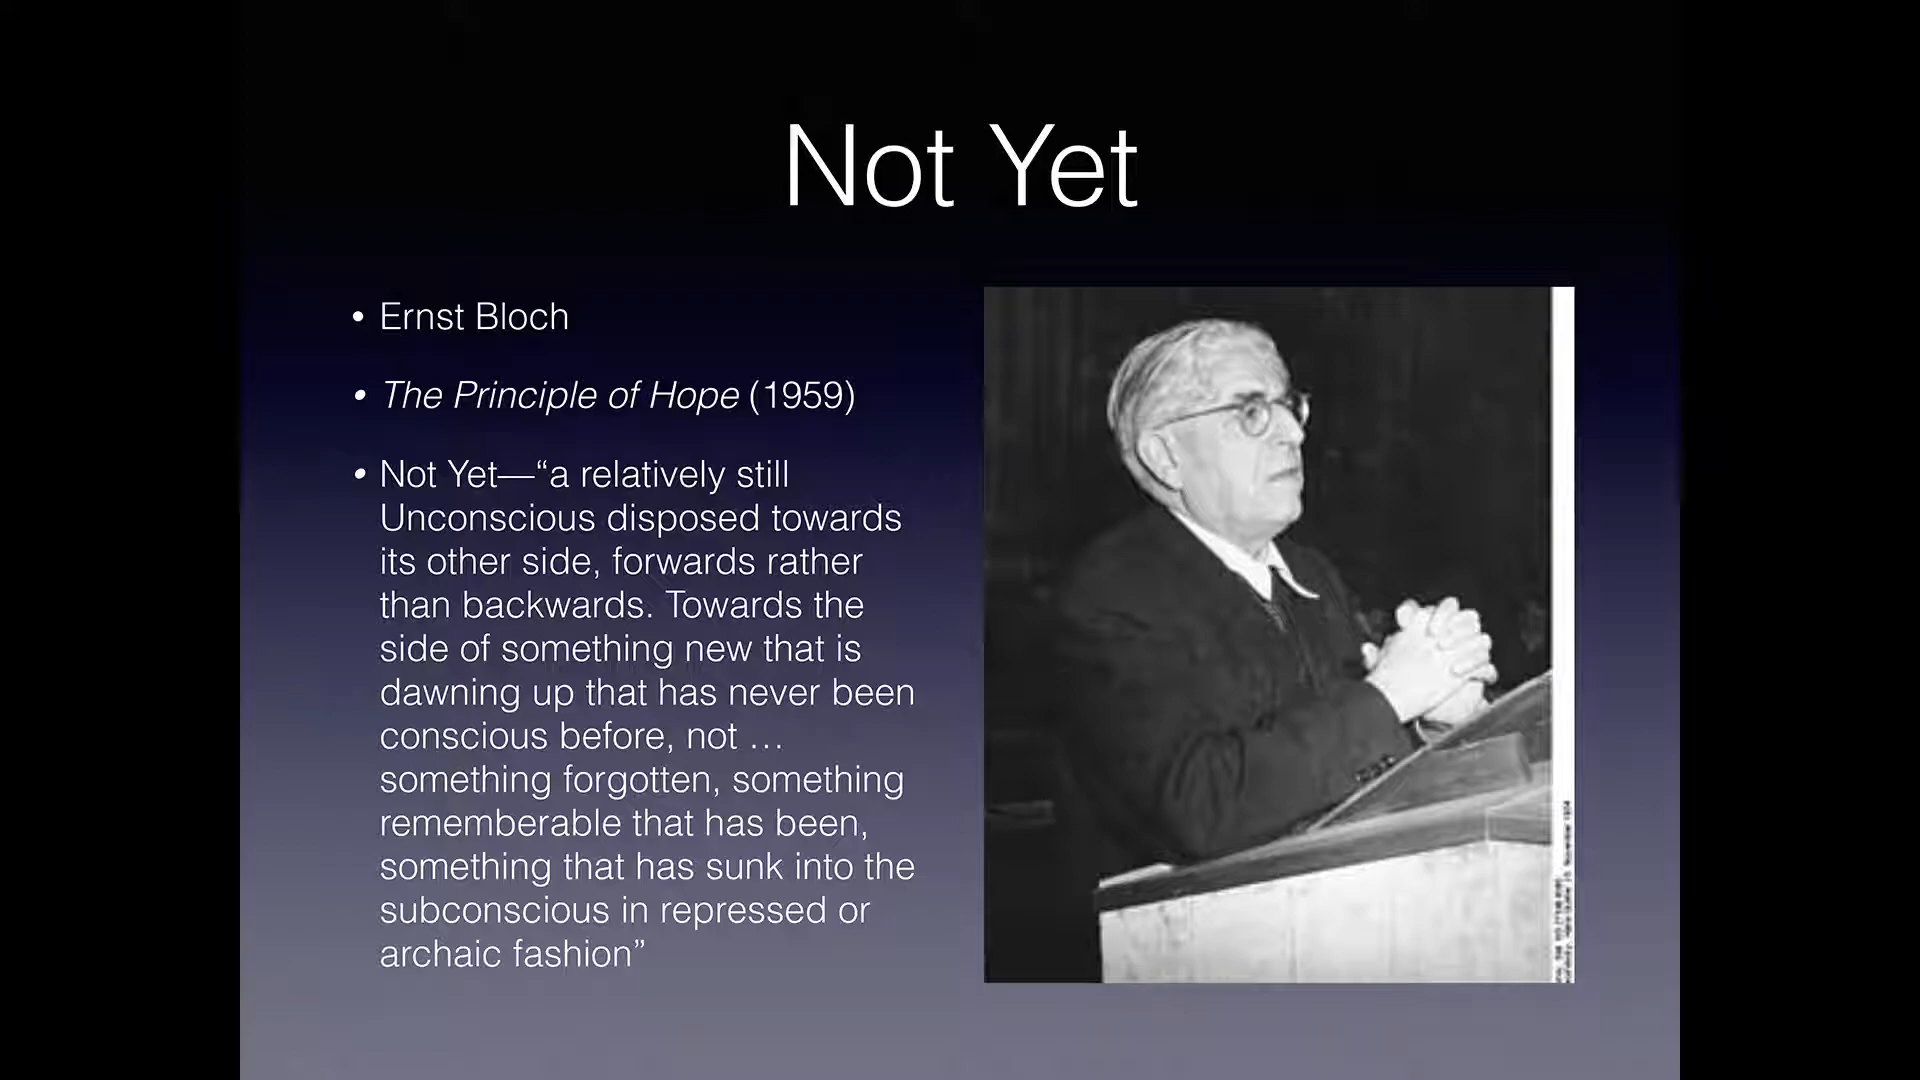 Not Yet
• Ernst Bloch
• The Principle of Hope (1959)
• Not Yet—“a relatively still
Unconscious disposed towards
its other side, forwards rather
than backwards. Towards the
side of something new that is
dawning up that has never been
conscious before, not …
something forgotten, something
rememberable that has been,
something that has sunk into the
subconscious in repressed or
archaic fashion”